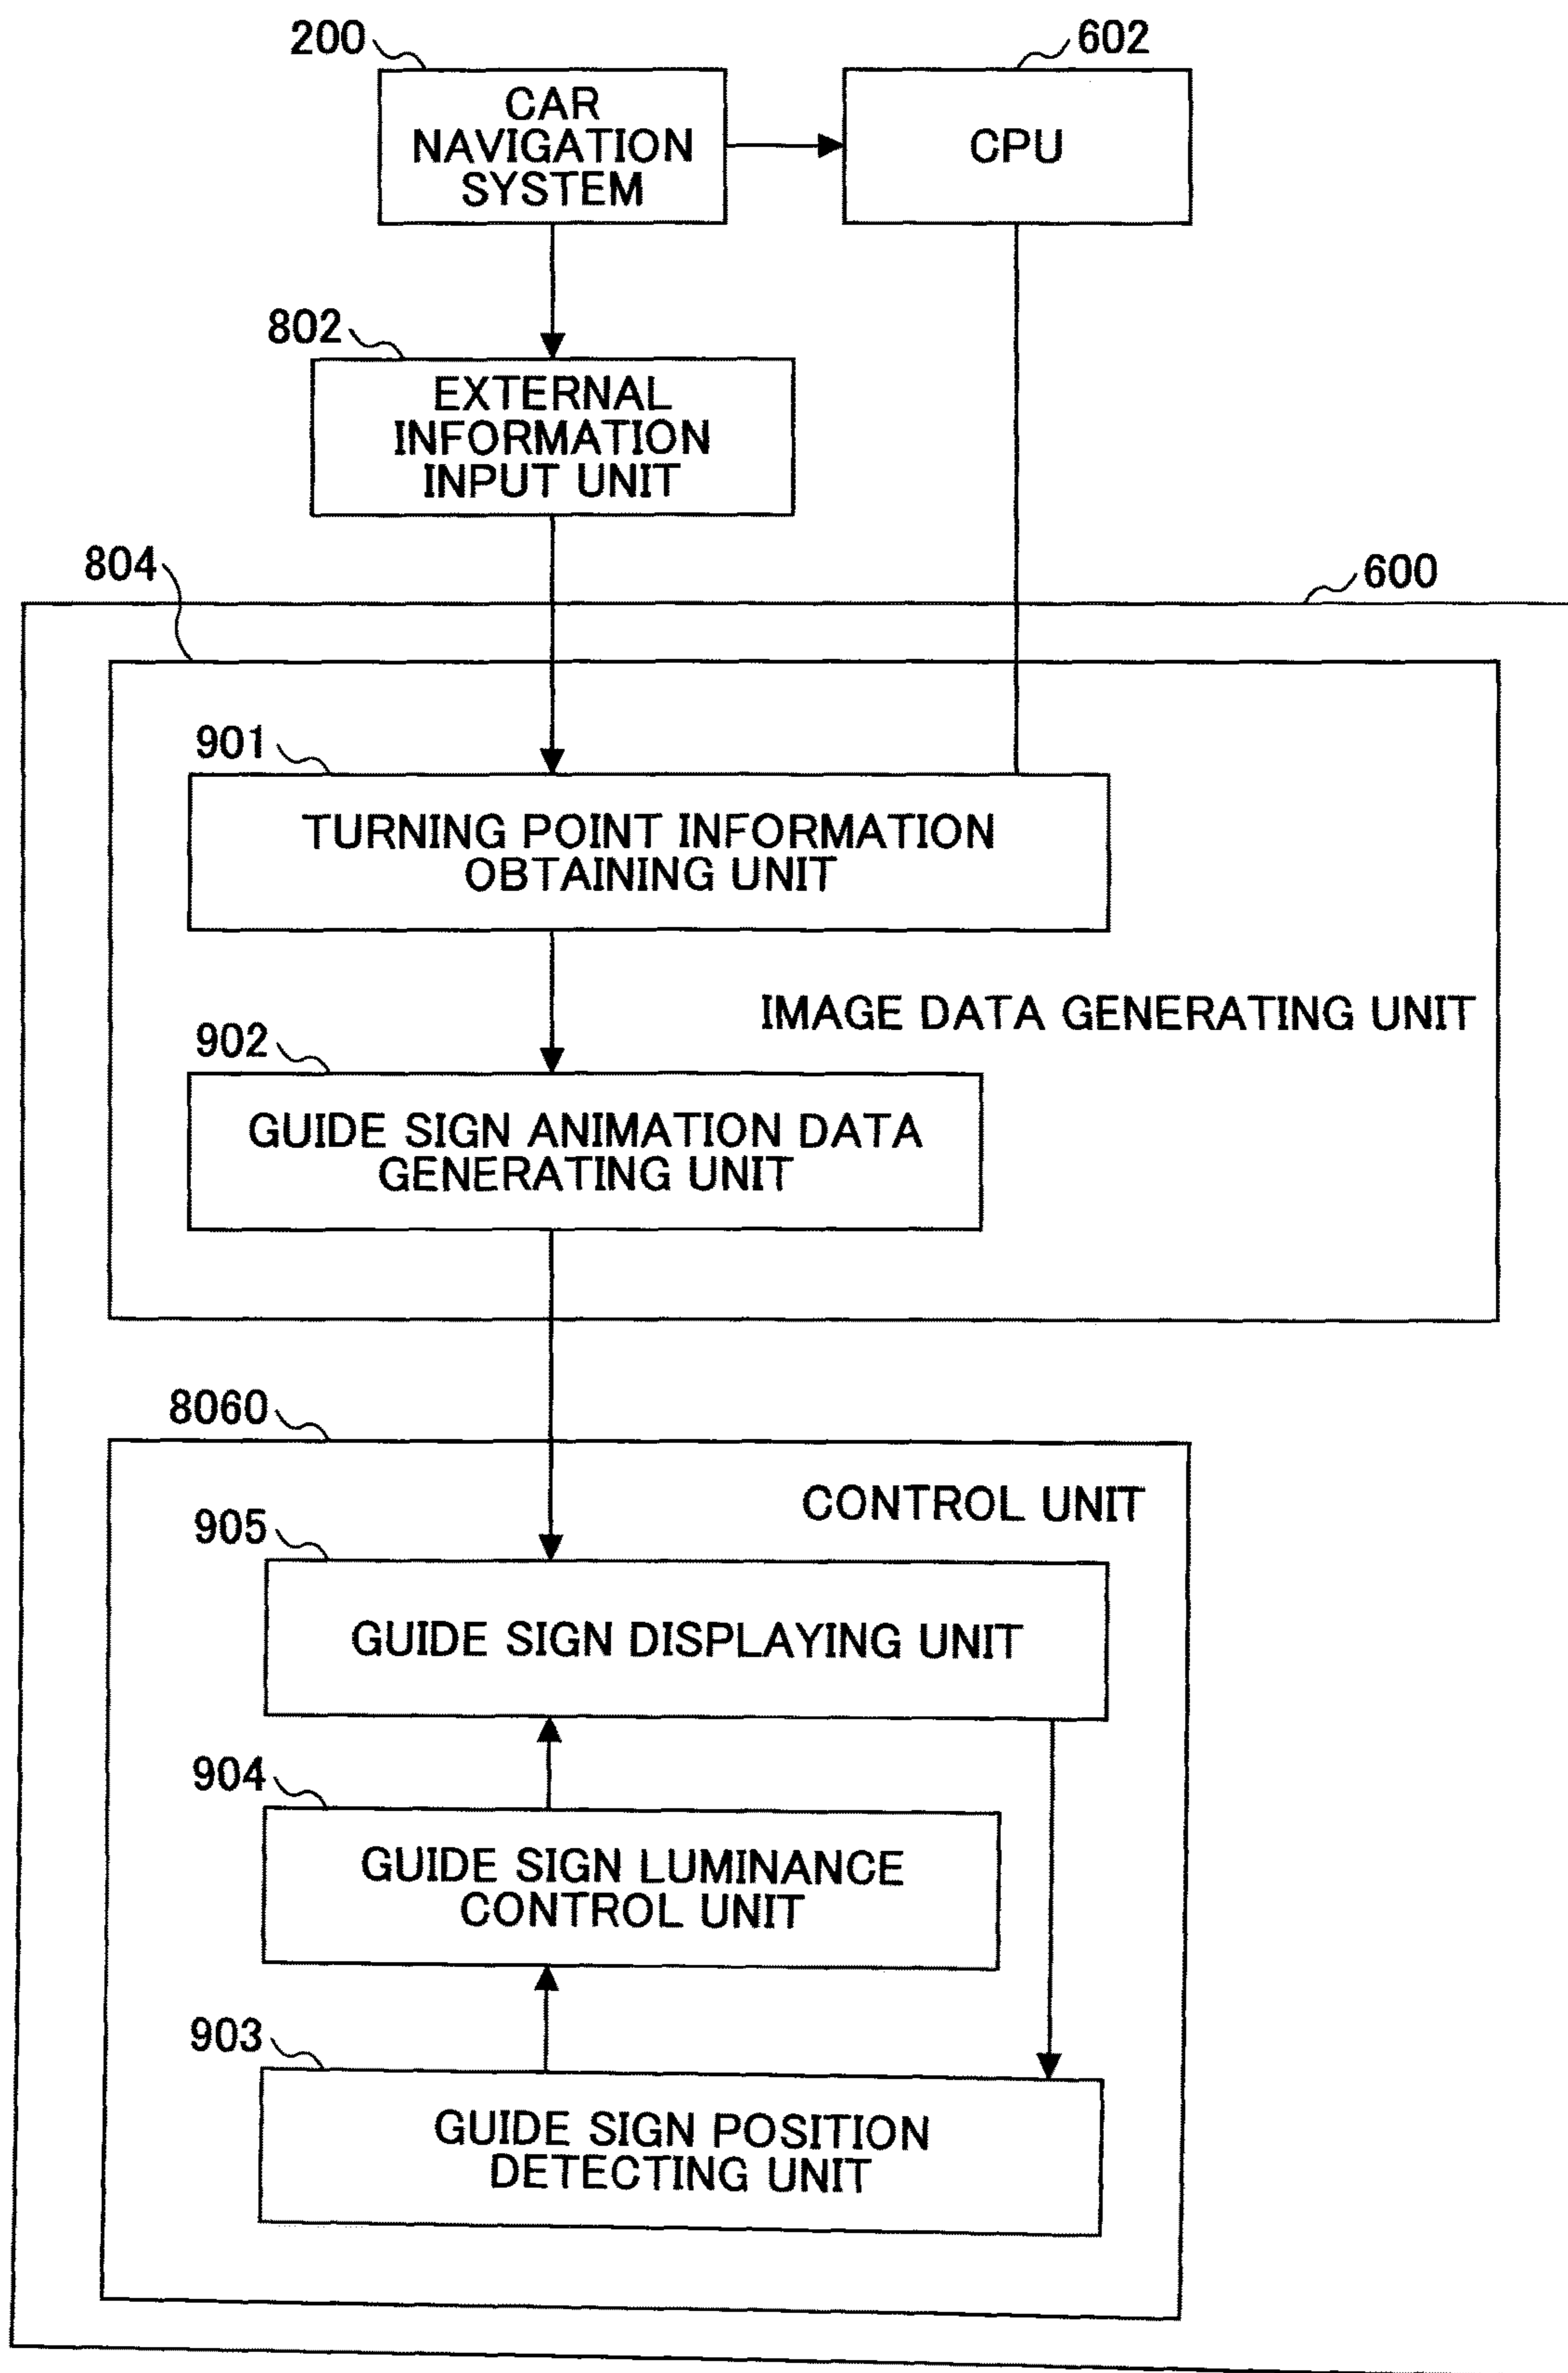 200
602
CAR
NAVIGATION
SYSTEM
CPU
802
EXTERNAL
INFORMATION
INPUT UNIT
804
600
901
TURNING POINT INFORMATION
OBTAINING UNIT
IMAGE DATA GENERATING UNIT
902
GUIDE SIGN ANIMATION DATA
GENERATING UNIT
8060
CONTROL UNIT
905
GUIDE SIGN DISPLAYING UNIT
904
GUIDE SIGN LUMINANCE
CONTROL UNIT
903
GUIDE SIGN POSITION
DETECTING UNIT